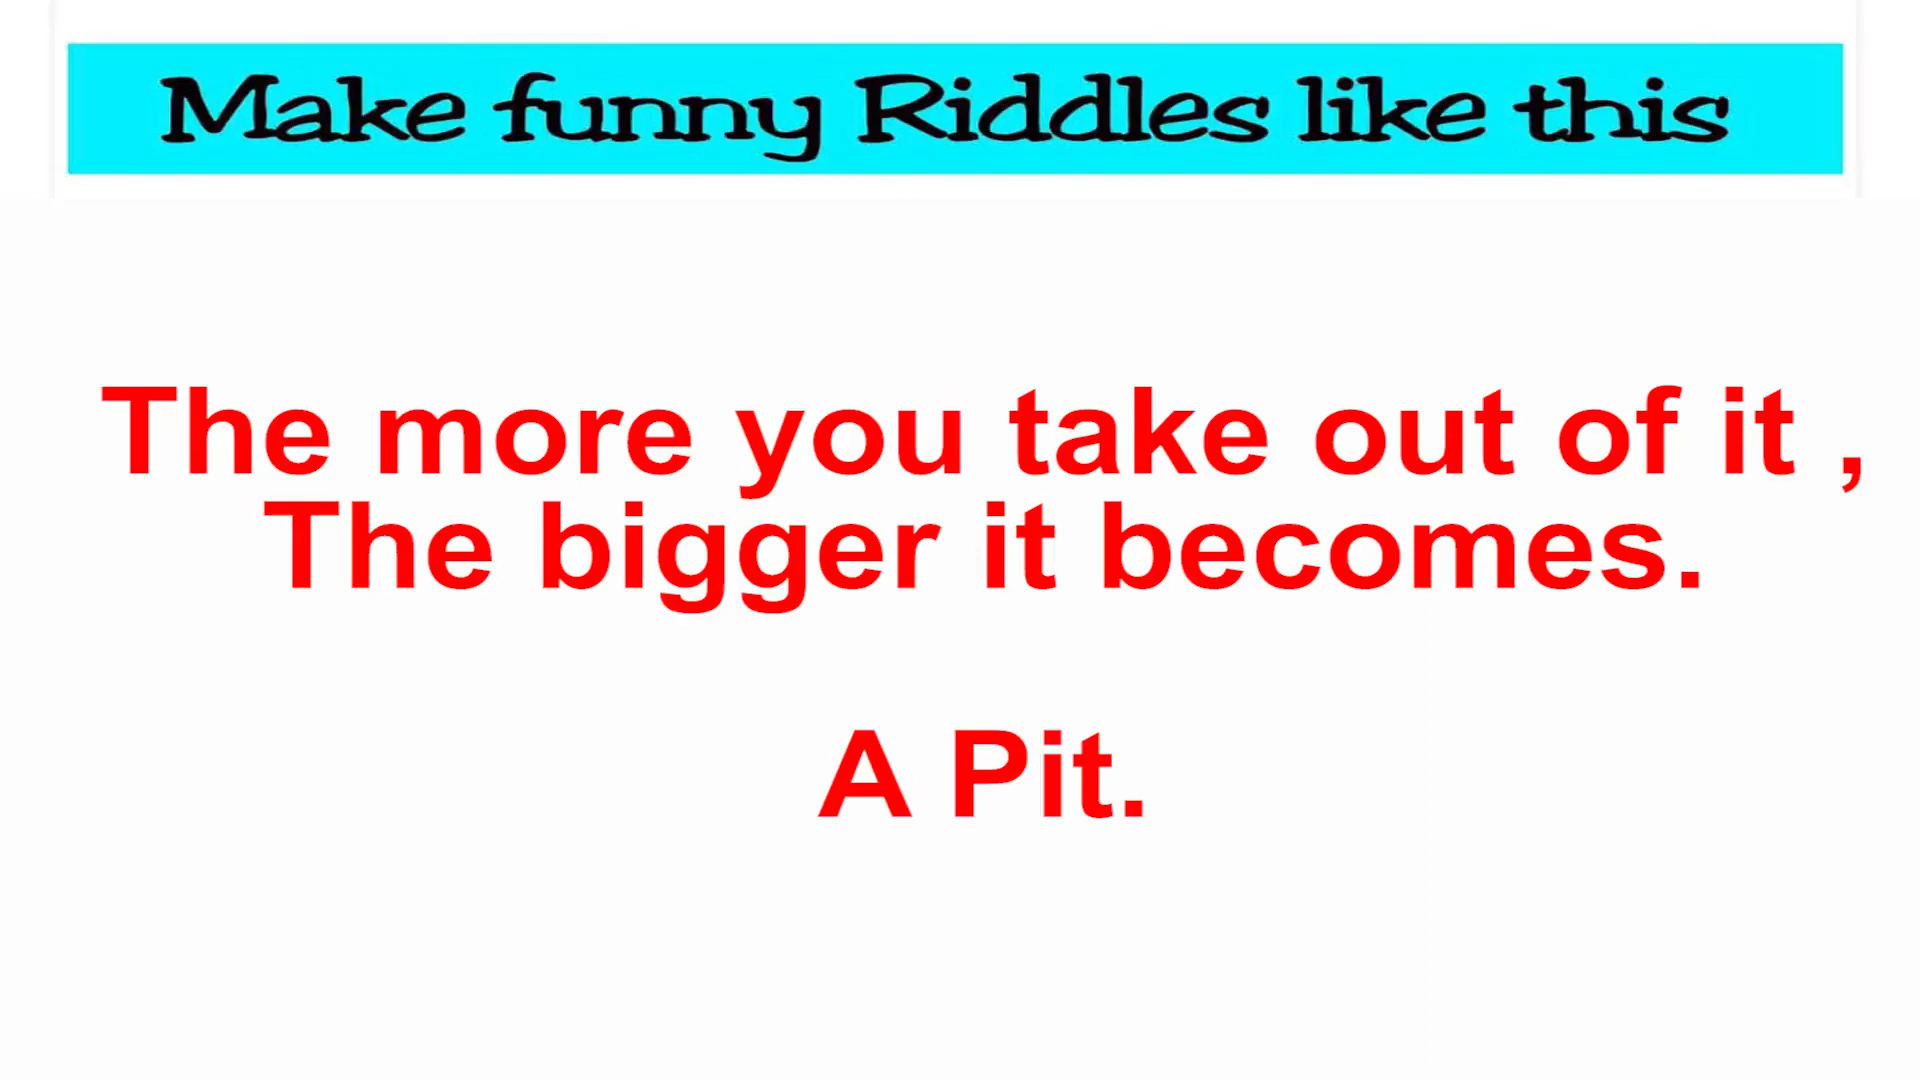 Make funny Riddles like this
The more you take out of it ,
The bigger it becomes.
A Pit.